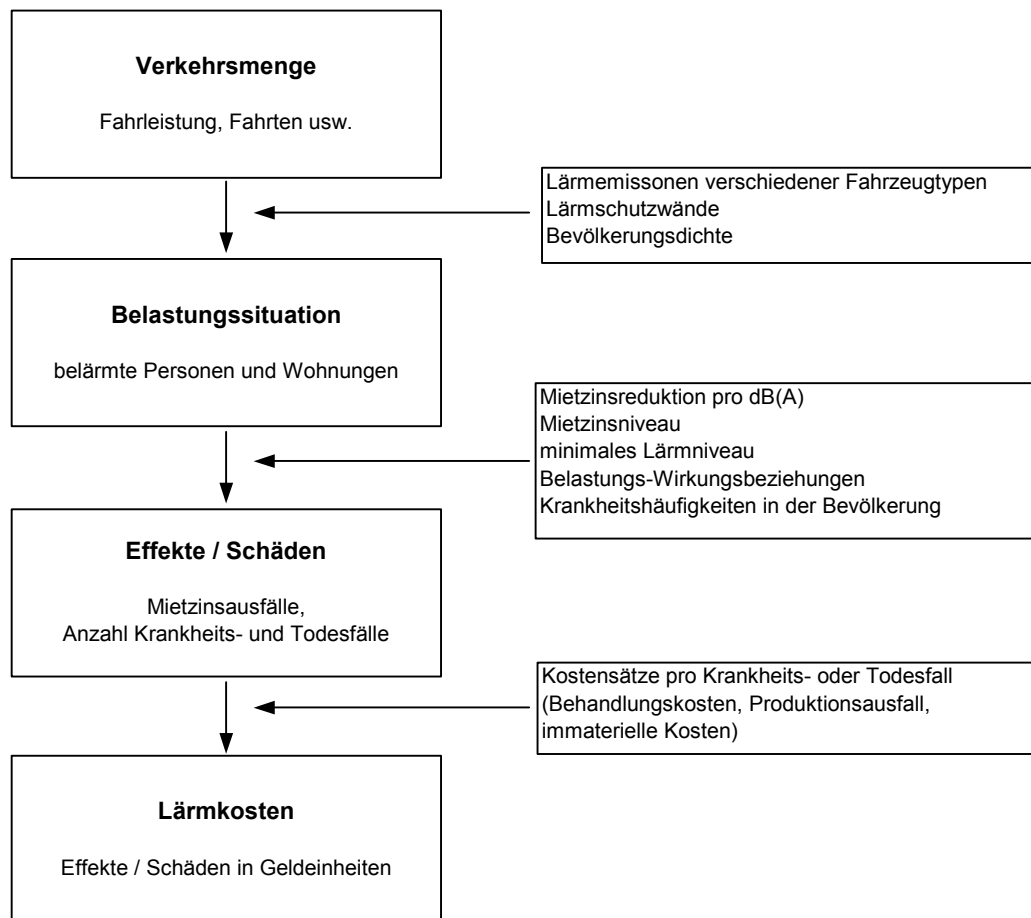 Verkehrsmenge
Fahrleistung, Fahrten usw.
Lärmemissonen verschiedener Fahrzeugtypen
Lärmschutzwände
Bevölkerungsdichte
Belastungssituation
belärmte Personen und Wohnungen
Mietzinsreduktion pro dB(A)
Mietzinsniveau
minimales Lärmniveau
Belastungs-Wirkungsbeziehungen
Krankheitshäufigkeiten in der Bevölkerung
Effekte / Schäden
Mietzinsausfälle,
Anzahl Krankheits- und Todesfälle
Kostensätze pro Krankheits- oder Todesfall
(Behandlungskosten, Produktionsausfall,
immaterielle Kosten)
Lärmkosten
Effekte / Schäden in Geldeinheiten